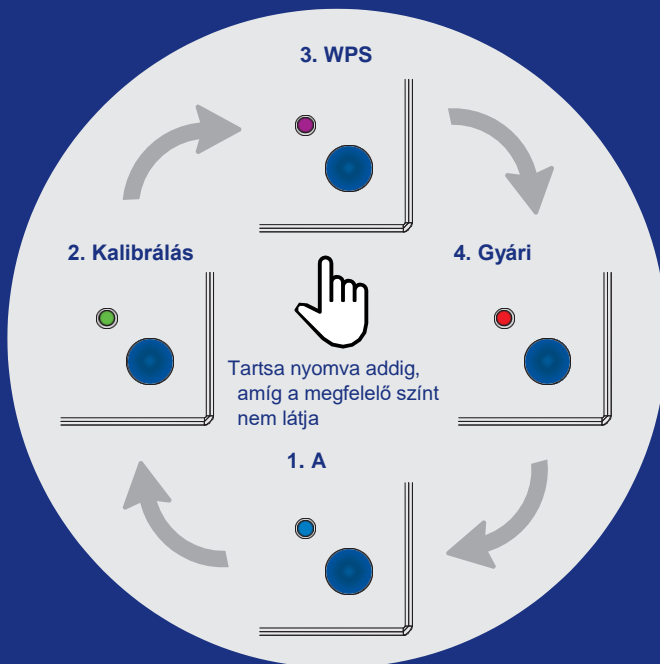 3. WPS
2. Kalibrálás
4. Gyári
Tartsa nyomva addig,
amíg a megfelelő színt
nem látja
1. A